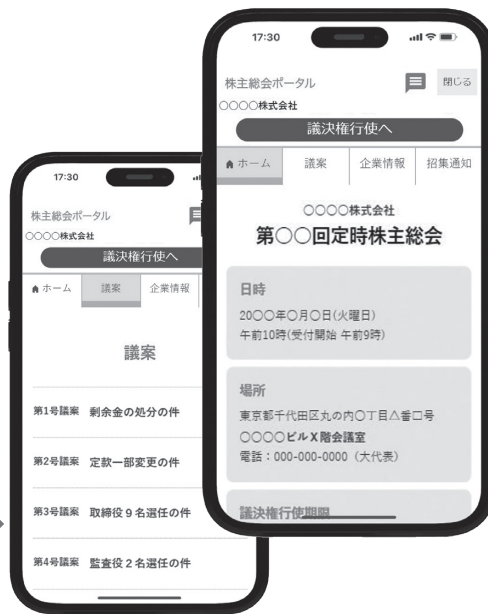 17:30
株主総会ポータル
閉じる
○○○○株式会社
議決権行使へ
ホーム
議案
企業情報
招集通知
○○○○株式会社
第○○回定時株主総会
日時
20○○年○月○日(火曜日)
午前10時(受付開始 午前9時)
場所
東京都千代田区丸の内○丁目△番□号
○○○○ビルX階会議室
電話：000-000-0000（大代表）
議決権行使期限
17:30
株主総会ポータル
○○○○株式会社
議決権行使へ
ホーム
議案
企業情報
議案
第1号議案 剰余金の処分の件
第2号議案 定款一部変更の件
第3号議案 取締役９名選任の件
第4号議案 監査役２名選任の件